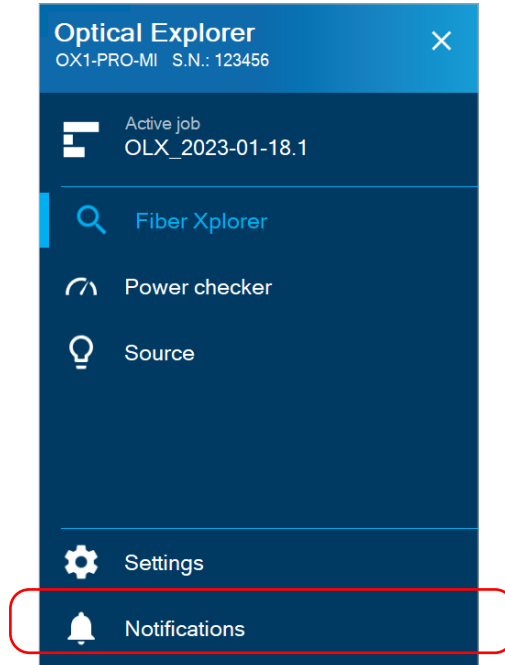 Optical Explorer
OX1-PRO-MI S.N.: 123456
Active job
OLX_2023-01-18.1
Fiber Xplorer
Power checker
Source
Settings
Notifications